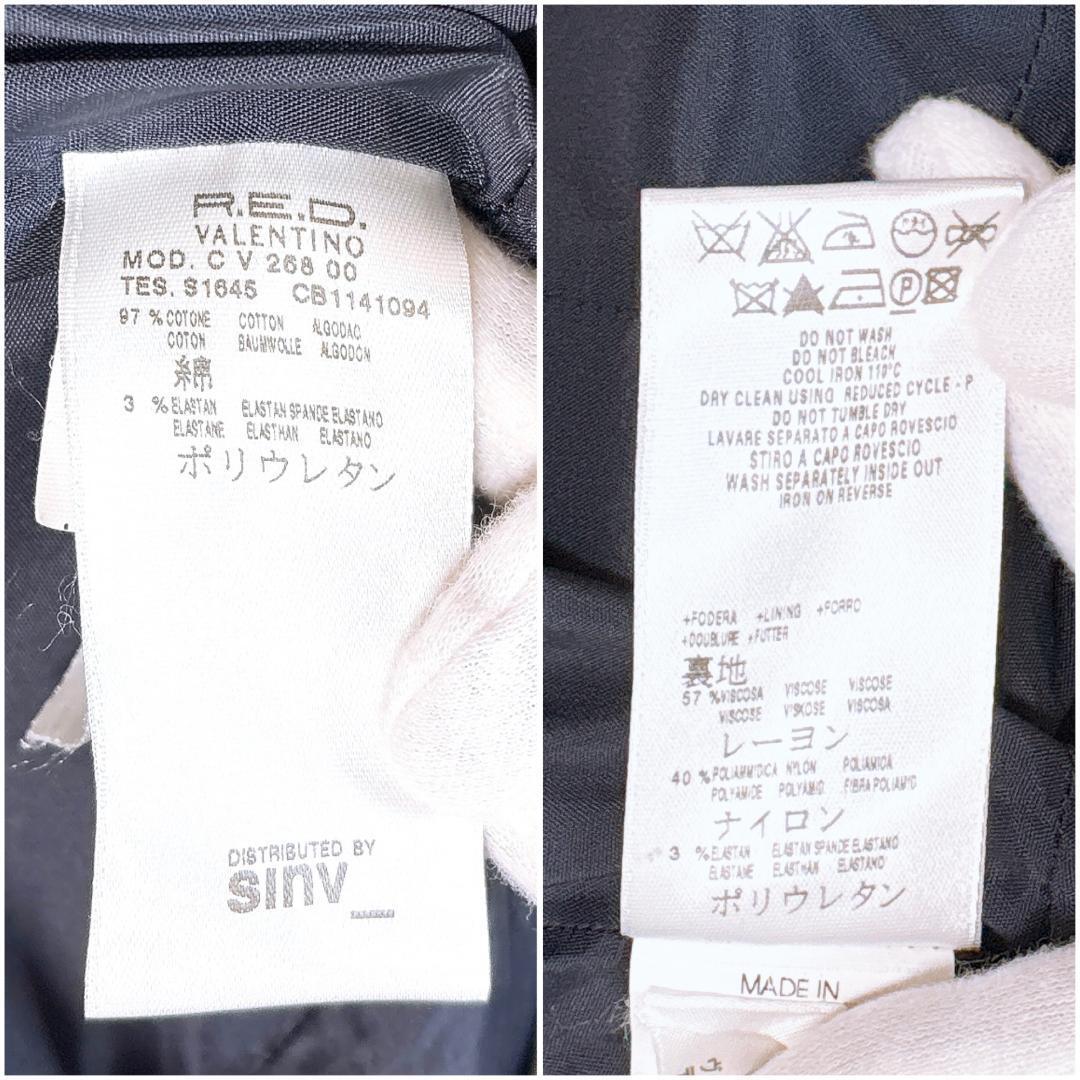 R.E.D.
VALENTINO
MOD. C V 268 00
TES. S1645 CB1141094
97 % COTONE COTTON ALGODAC
COTON BAUMWOLLE ALGODON
綿
3 % ELASTAN ELASTAN SPANDE ELASTANO
ELASTANE ELASTHAN ELASTANO
ポリウレタン
DISTRIBUTED BY
sinv
P
DO NOT WASH
DO NOT BLEACK
COOL IRON 110°C
DRY CLEAN USING REDUCED CYCLE - P
DO NOT TUMBLE DRY
LAVARE SEPARATO A CAPO ROVESCIO
STIRO A CAPO ROVESCIO
WASH SEPARATELY INSIDE OUT
IRON ON REVERSE
+FODERA +LINING +FORRO
+DOUBLURE +FUTTER
裏地
57 % VISCOSA VISCOSE VISCOSE
VISCOSE VISKOSE VISCOSA
レーヨン
40 % POLIAMMIDICA NYLON POLIAMIDA
POLYAMIDE POLYAMID FIBRA POLIAMID
ナイロン
3 % ELASTAN ELASTAN SPANDE ELASTANO
ELASTANE ELASTHAN ELASTANO
ポリウレタン
MADE IN